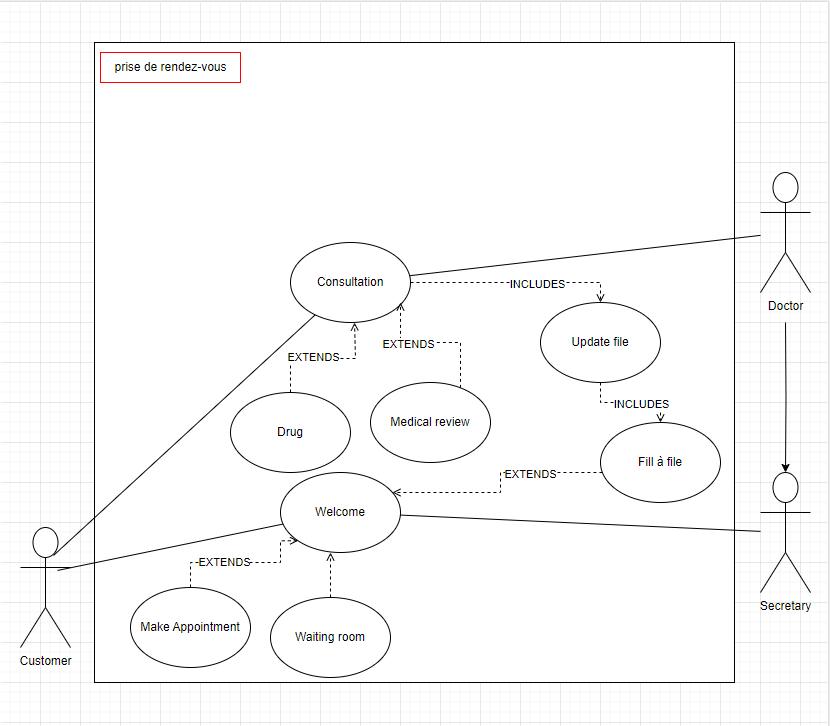 prise de rendez-vous
Consultation
INCLUDES
Doctor
Update file
EXTENDS
EXTENDS
INCLUDES
Drug
Medical review
Fill à file
EXTENDS
Welcome
EXTENDS
Secretary
Make Appointment
Waiting room
Customer